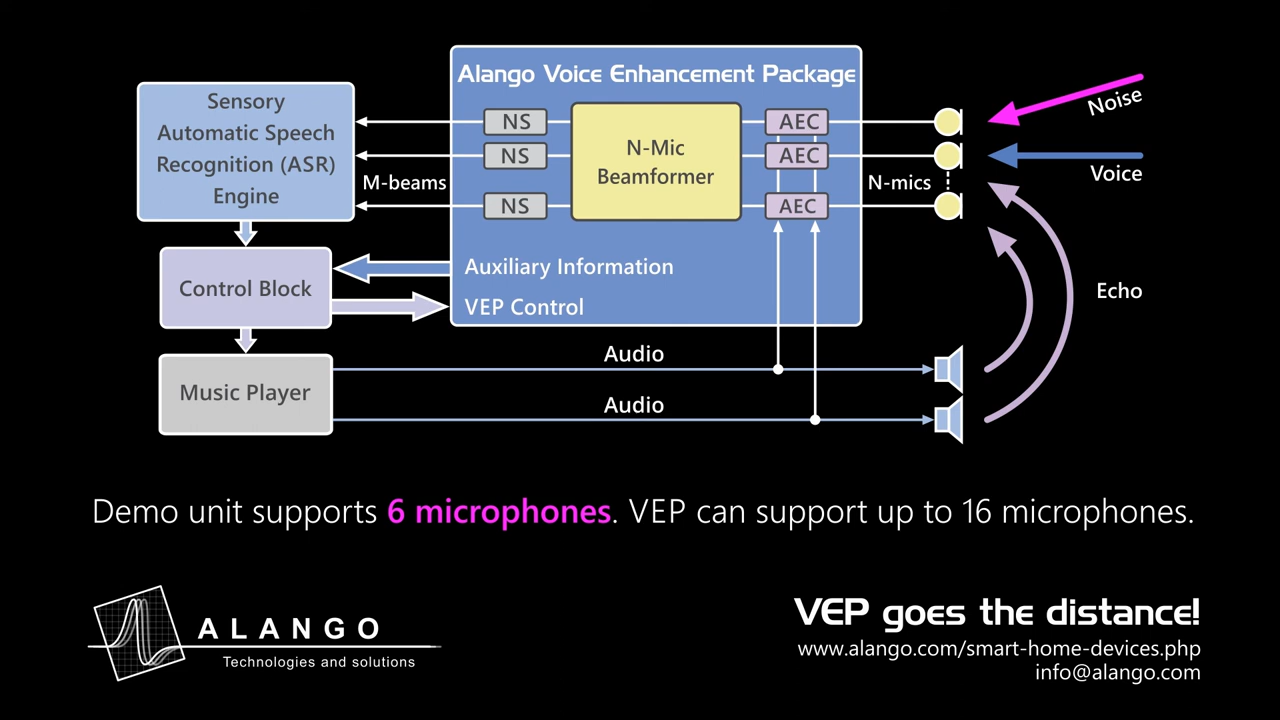 Alango Voice Enhancement Package
Sensory
Automatic Speech
Recognition (ASR)
Engine
NS
NS
NS
M-beams
N-Mic
Beamformer
AEC
AEC
AEC
N-mics
Noise
Voice
Echo
Control Block
Auxiliary Information
VEP Control
Music Player
Audio
Audio
Demo unit supports 6 microphones. VEP can support up to 16 microphones.
ALANGO
Technologies and solutions
VEP goes the distance!
www.alango.com/smart-home-devices.php
info@alango.com